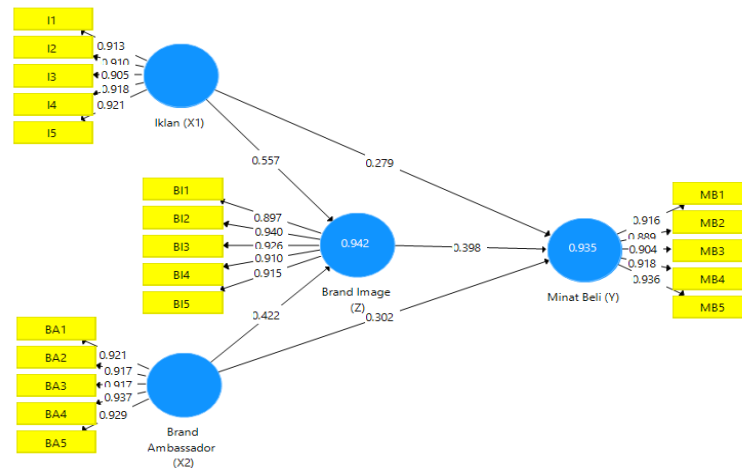 I1
I2
I3
I4
I5
0.913
0.910
0.905
0.918
0.921
Iklan (X1)
0.557
0.279
BI1
BI2
BI3
BI4
BI5
0.897
0.940
0.926
0.910
0.915
0.942
Brand Image
(Z)
0.398
0.935
Minat Beli (Y)
0.916
0.889
0.904
0.918
0.936
MB1
MB2
MB3
MB4
MB5
0.422
0.302
BA1
BA2
BA3
BA4
BA5
0.921
0.917
0.917
0.937
0.929
Brand
Ambassador
(X2)